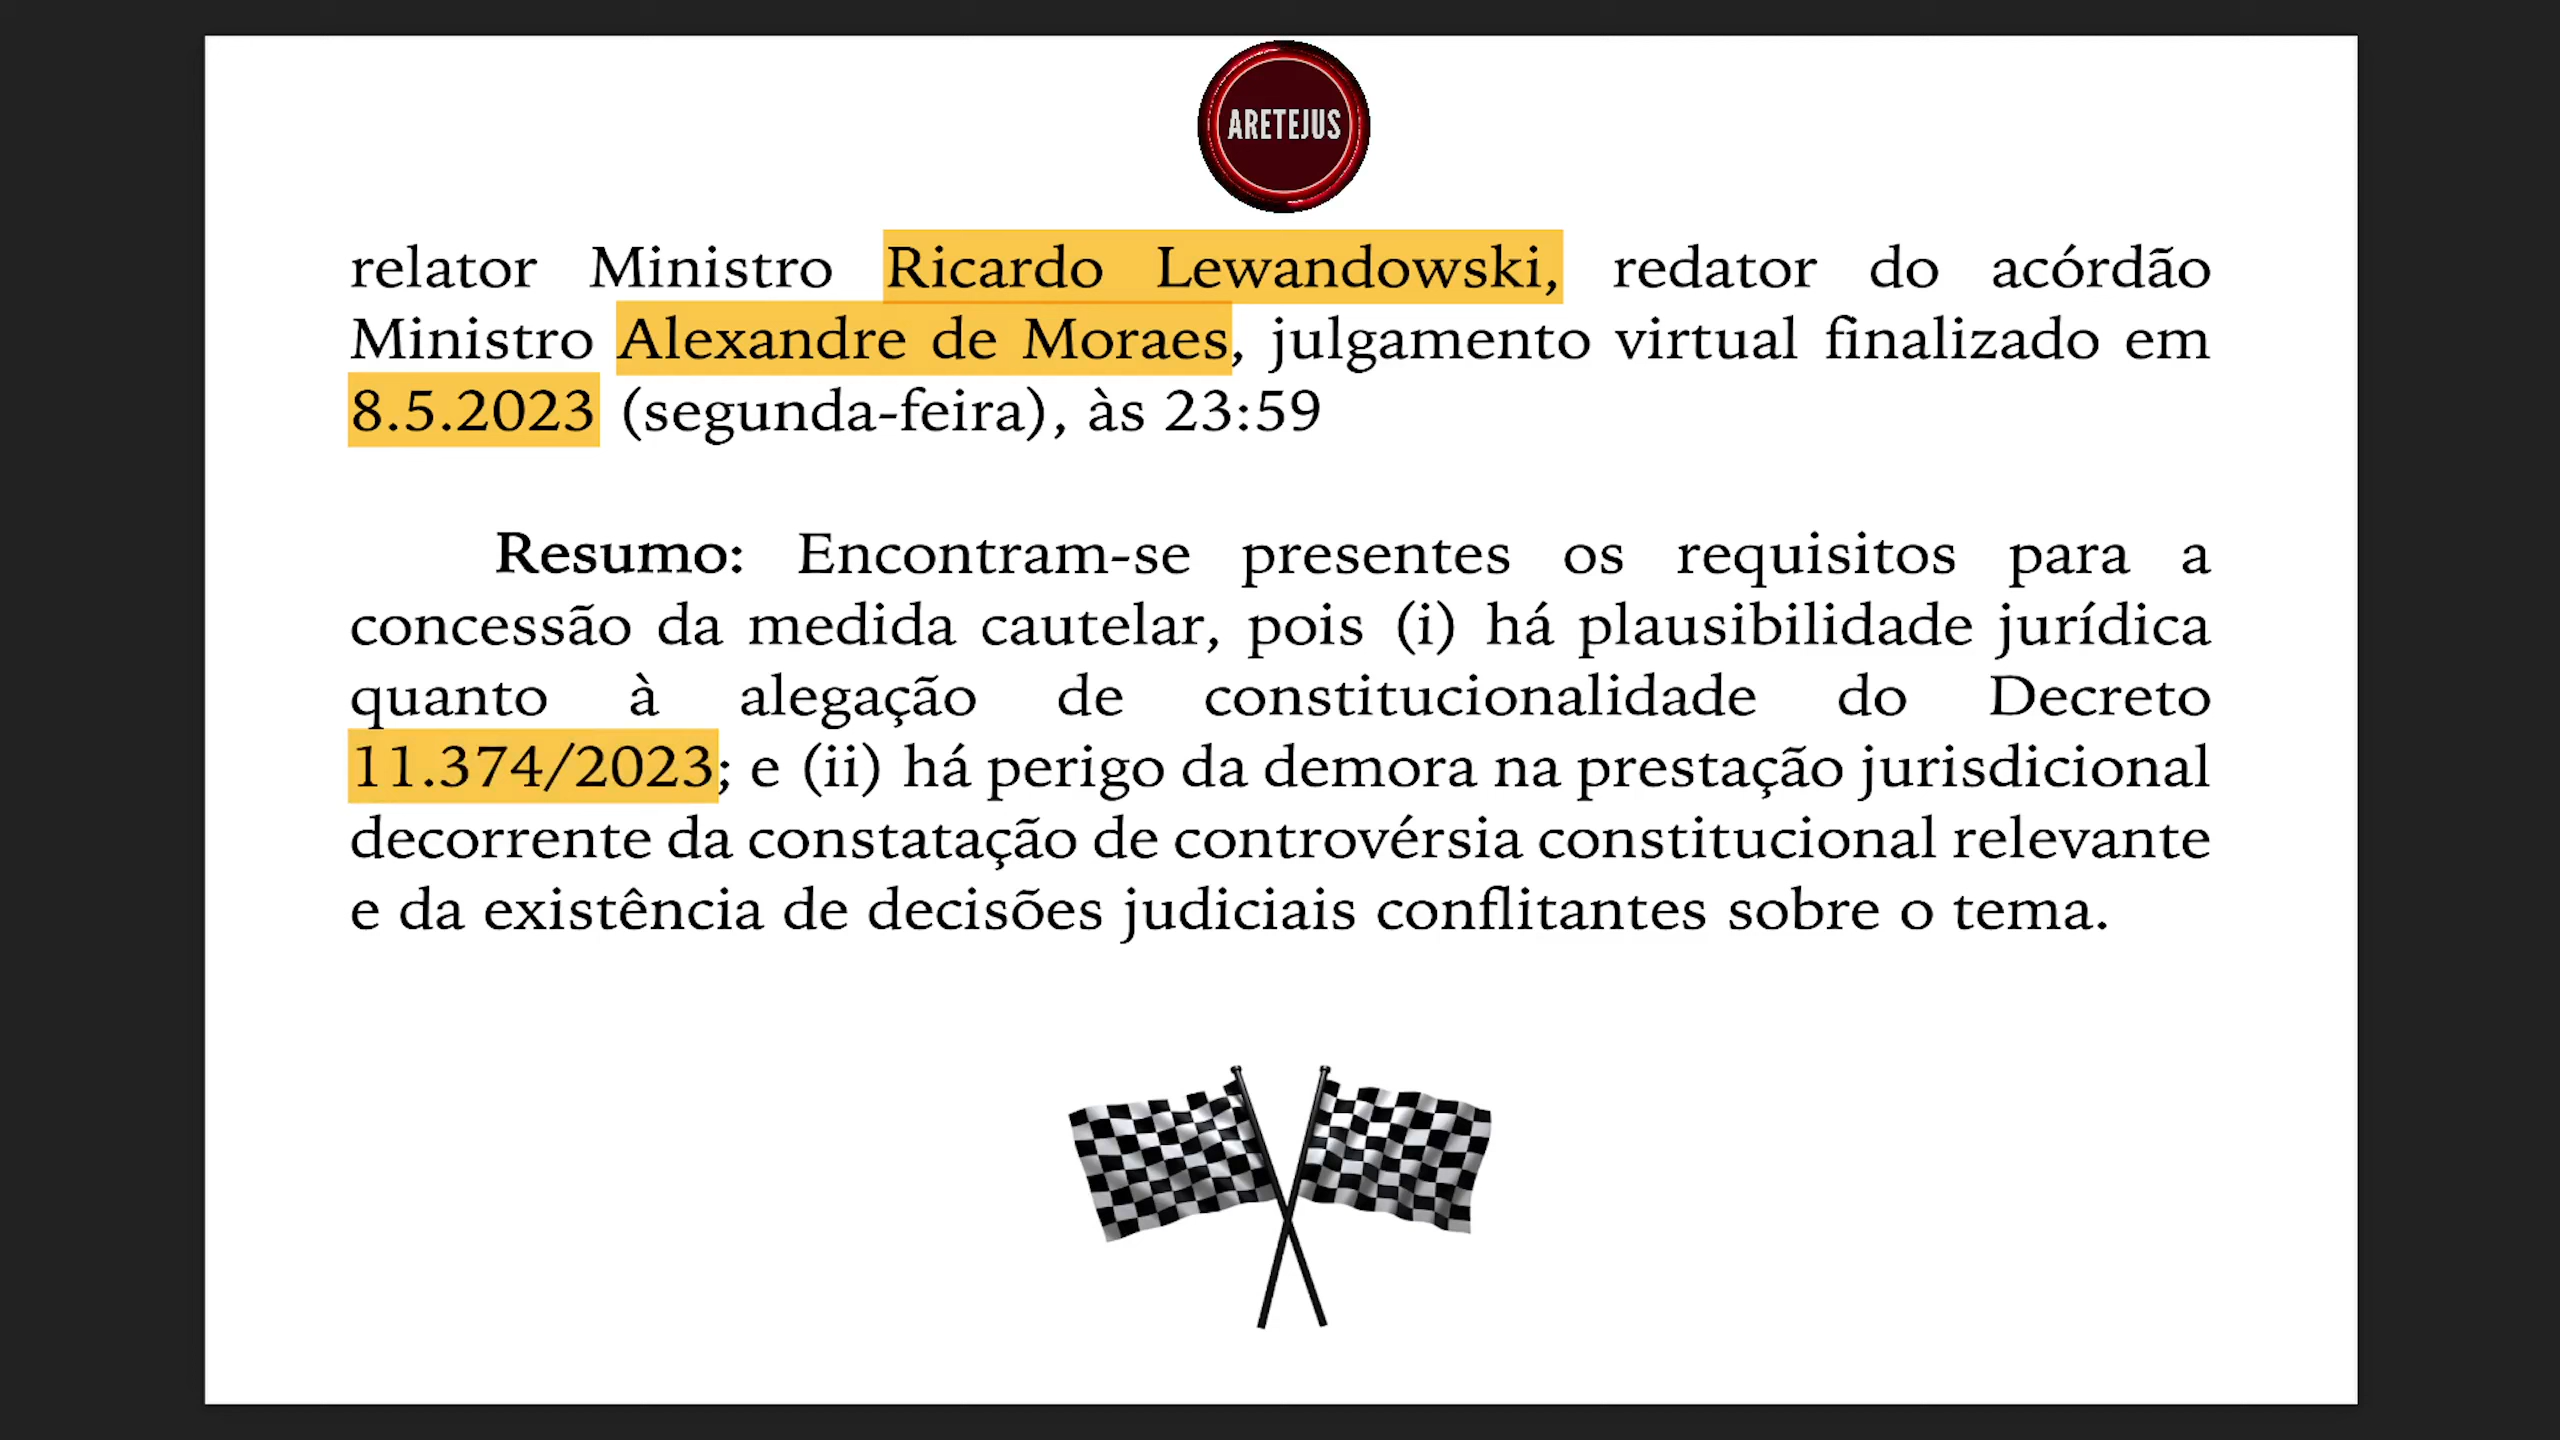 ARETEJUS
relator Ministro Ricardo Lewandowski, redator do acórdão
Ministro Alexandre de Moraes, julgamento virtual finalizado em
8.5.2023 (segunda-feira), às 23:59
Resumo: Encontram-se presentes os requisitos para a
concessão da medida cautelar, pois (i) há plausibilidade jurídica
quanto à alegação de constitucionalidade do Decreto
11.374/2023; e (ii) há perigo da demora na prestação jurisdicional
decorrente da constatação de controvérsia constitucional relevante
e da existência de decisões judiciais conflitantes sobre o tema.